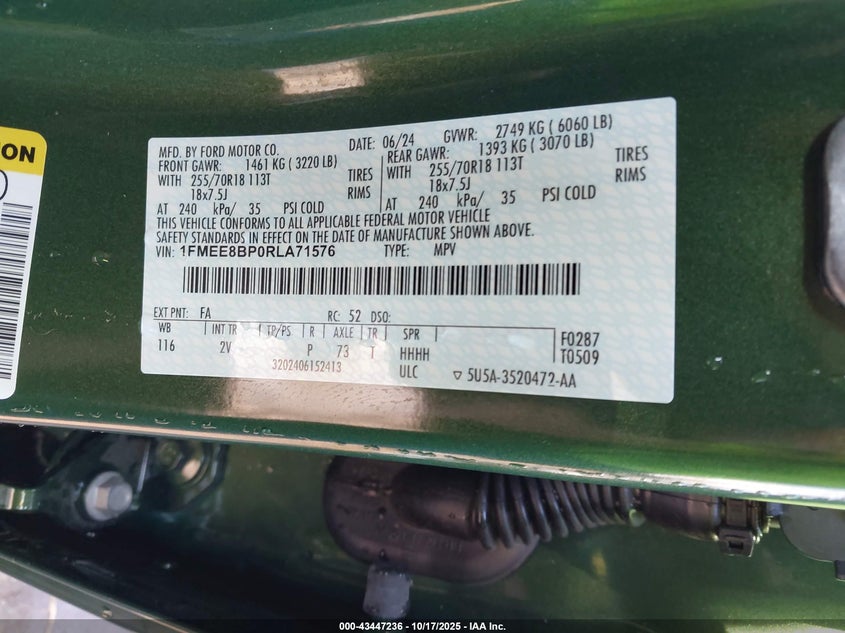 ION
MFD. BY FORD MOTOR CO. DATE: 06/24 GVWR: 2749 KG ( 6060 LB)
FRONT GAWR: 1461 KG ( 3220 LB) REAR GAWR: 1393 KG ( 3070 LB)
WITH 255/70R18 113T TIRES WITH 255/70R18 113T TIRES
18x7.5J RIMS 18x7.5J RIMS
AT 240 kPa/ 35 PSI COLD AT 240 kPa/ 35 PSI COLD
THIS VEHICLE CONFORMS TO ALL APPLICABLE FEDERAL MOTOR VEHICLE
SAFETY STANDARDS IN EFFECT ON THE DATE OF MANUFACTURE SHOWN ABOVE.
VIN: 1FMEE8BP0RLA71576 TYPE: MPV
EXT PNT: FA RC: 52 DSO:
WB INT TR TP/PS R AXLE TR SPR F0287
116 2V P 73 T HHHH T0509
3202406152413 ULC ▽ 5U5A-3520472-AA
000-43447236 - 10/17/2025 - IAA Inc.